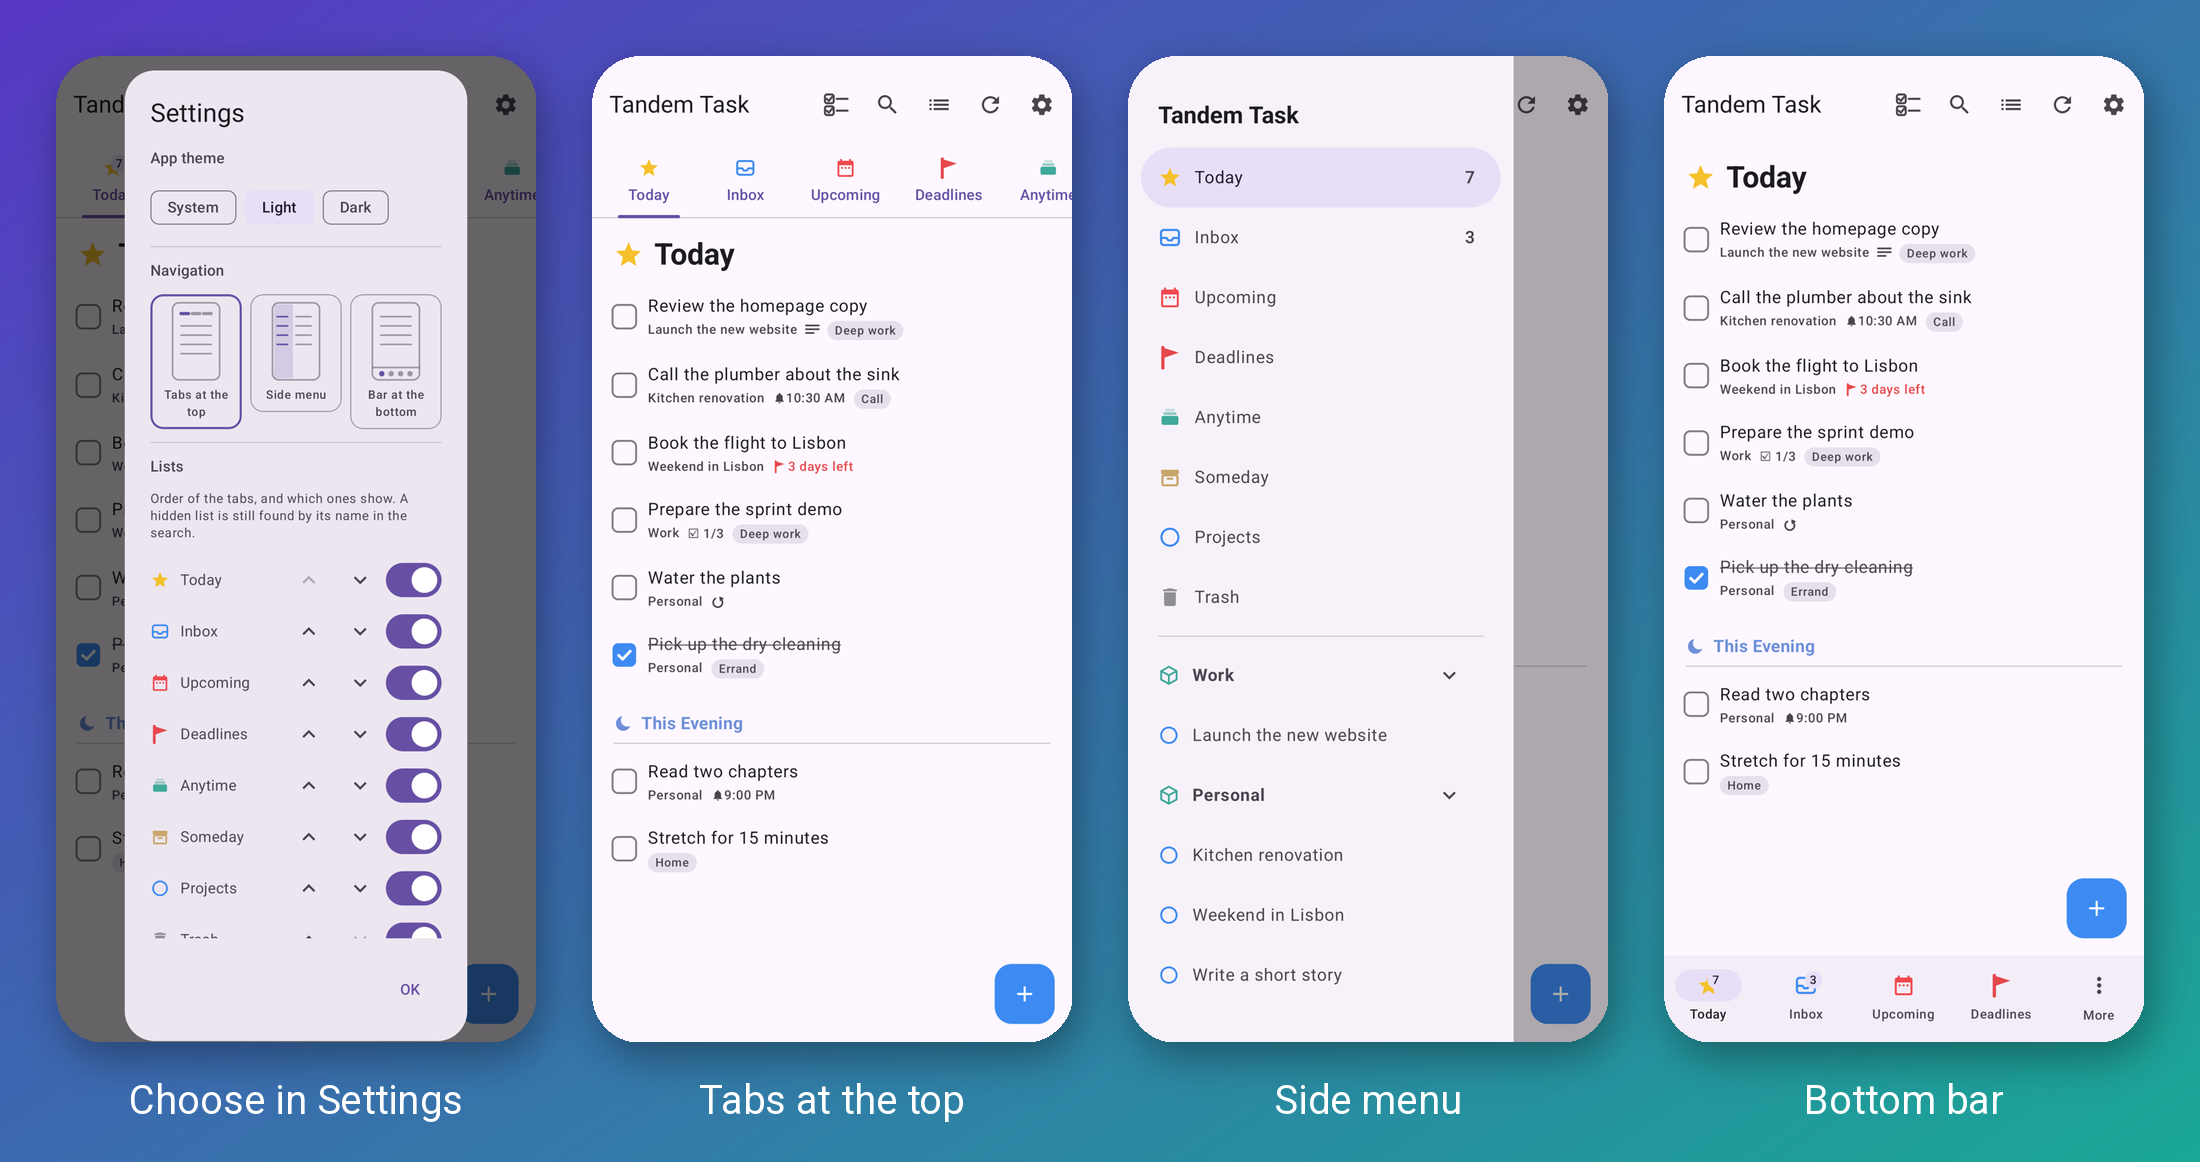 Tand
7
Toda
Anytime
Settings
App theme
System
Light
Dark
Navigation
Tabs at the
top
Side menu
Bar at the
bottom
Lists
Order of the tabs, and which ones show. A
hidden list is still found by its name in the
search.
Today
Inbox
Upcoming
Deadlines
Anytime
Someday
Projects
Trash
OK
Choose in Settings
Tandem Task
Today
Inbox
Upcoming
Deadlines
Anytime
Today
Review the homepage copy
Launch the new website Deep work
Call the plumber about the sink
Kitchen renovation 10:30 AM Call
Book the flight to Lisbon
Weekend in Lisbon 3 days left
Prepare the sprint demo
Work ☑ 1/3 Deep work
Water the plants
Personal
Pick up the dry cleaning
Personal Errand
This Evening
Read two chapters
Personal 9:00 PM
Stretch for 15 minutes
Home
Tabs at the top
Tandem Task
Today 7
Inbox 3
Upcoming
Deadlines
Anytime
Someday
Projects
Trash
Work
Launch the new website
Personal
Kitchen renovation
Weekend in Lisbon
Write a short story
Side menu
Tandem Task
Today
Review the homepage copy
Launch the new website Deep work
Call the plumber about the sink
Kitchen renovation 10:30 AM Call
Book the flight to Lisbon
Weekend in Lisbon 3 days left
Prepare the sprint demo
Work ☑ 1/3 Deep work
Water the plants
Personal
Pick up the dry cleaning
Personal Errand
This Evening
Read two chapters
Personal 9:00 PM
Stretch for 15 minutes
Home
7
3
Today
Inbox
Upcoming
Deadlines
More
Bottom bar